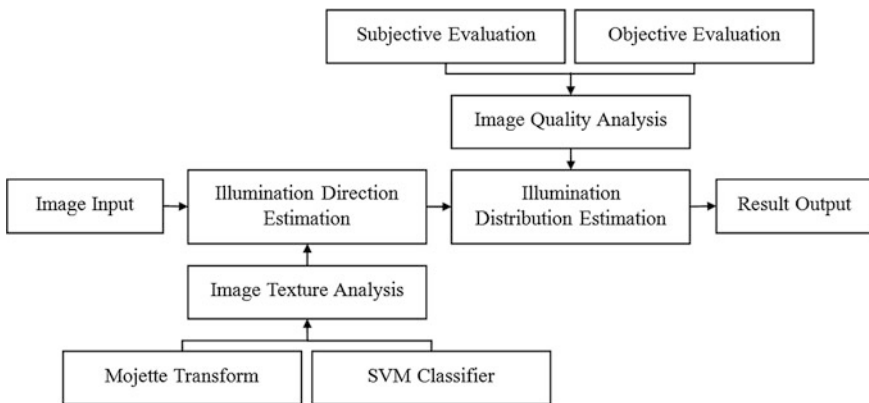 Subjective Evaluation
Objective Evaluation
Image Quality Analysis
Image Input
Illumination Direction
Estimation
Illumination
Distribution Estimation
Result Output
Image Texture Analysis
Mojette Transform
SVM Classifier